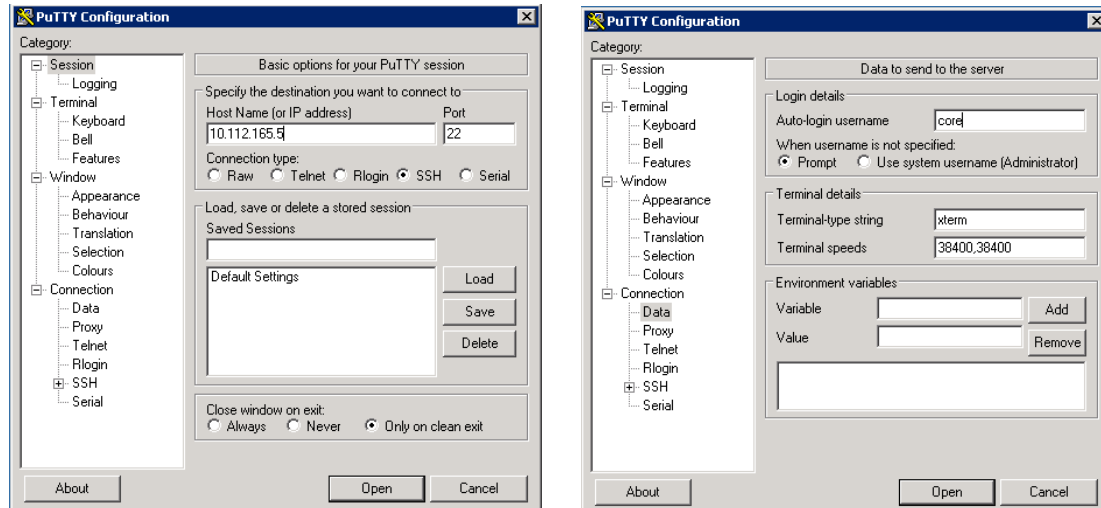 PuTTY Configuration
Category:
Session
Logging
Terminal
Keyboard
Bell
Features
Window
Appearance
Behaviour
Translation
Selection
Colours
Connection
Data
Proxy
Telnet
Rlogin
SSH
Serial
Basic options for your PuTTY session
Specify the destination you want to connect to
Host Name (or IP address) Port
10.112.165.5 22
Connection type:
Raw Telnet Rlogin SSH Serial
Load, save or delete a stored session
Saved Sessions
Default Settings
Load
Save
Delete
Close window on exit:
Always Never Only on clean exit
About Open Cancel
PuTTY Configuration
Category:
Session
Logging
Terminal
Keyboard
Bell
Features
Window
Appearance
Behaviour
Translation
Selection
Colours
Connection
Data
Proxy
Telnet
Rlogin
SSH
Serial
Data to send to the server
Login details
Auto-login username core
When username is not specified:
Prompt Use system username (Administrator)
Terminal details
Terminal-type string xterm
Terminal speeds 38400,38400
Environment variables
Variable Add
Value Remove
About Open Cancel